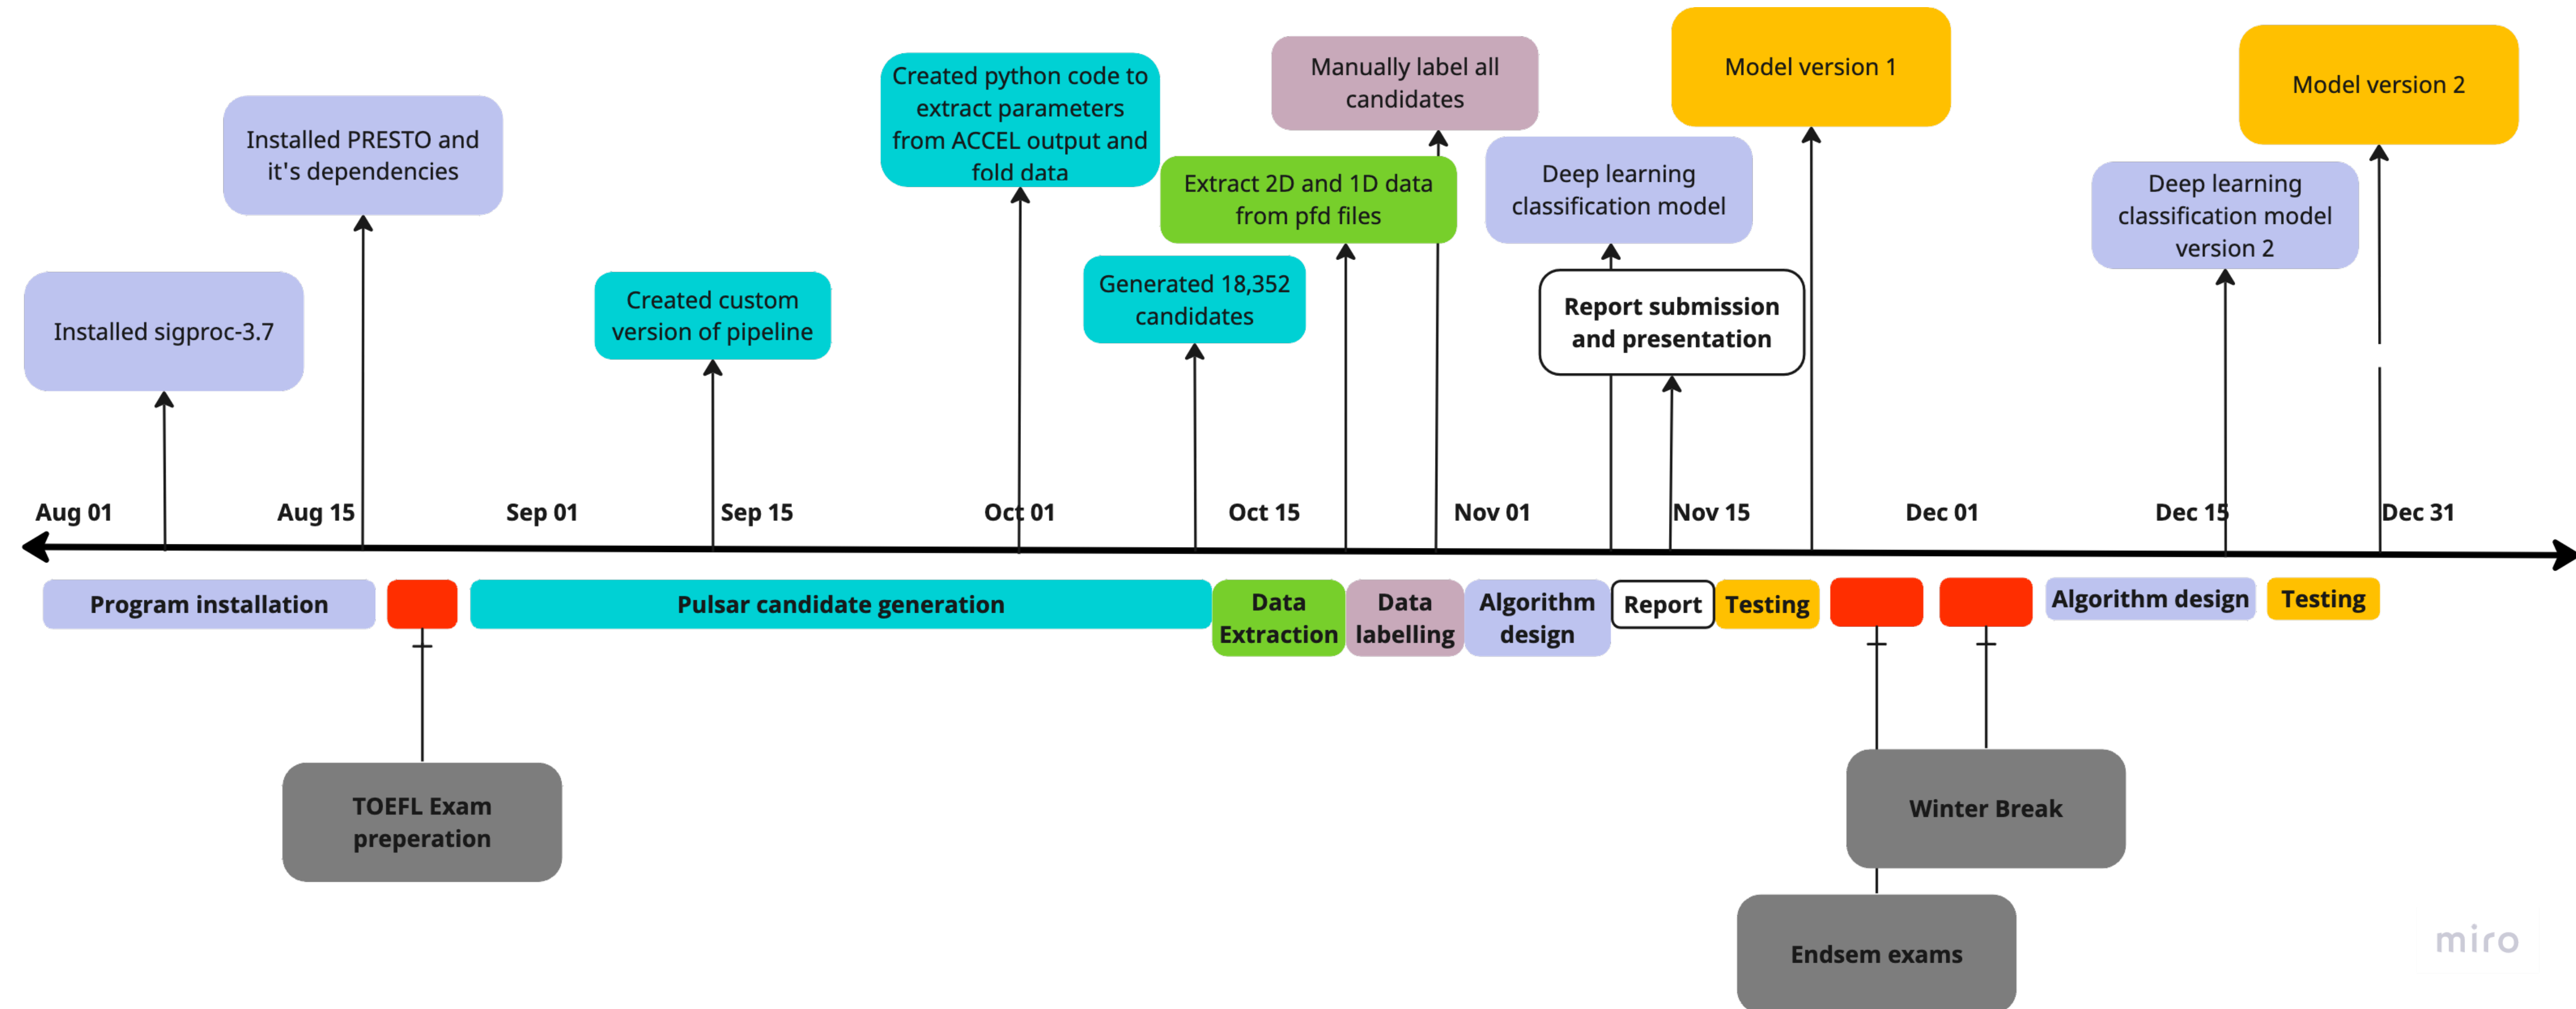 Model version 1
Manually label all
candidates
Model version 2
Created python code to
extract parameters
from ACCEL output and
fold data
Installed PRESTO and
it's dependencies
Deep learning
classification model
Extract 2D and 1D data
from pfd files
Deep learning
classification model
version 2
Generated 18,352
candidates
Installed sigproc-3.7
Created custom
version of pipeline
Report submission
and presentation
Aug 01
Aug 15
Sep 01
Sep 15
Oct 01
Oct 15
Nov 01
Nov 15
Dec 01
Dec 15
Dec 31
Program installation
Pulsar candidate generation
Data
Extraction
Data
labelling
Algorithm
design
Report
Testing
Algorithm design
Testing
TOEFL Exam
preperation
Winter Break
Endsem exams
miro